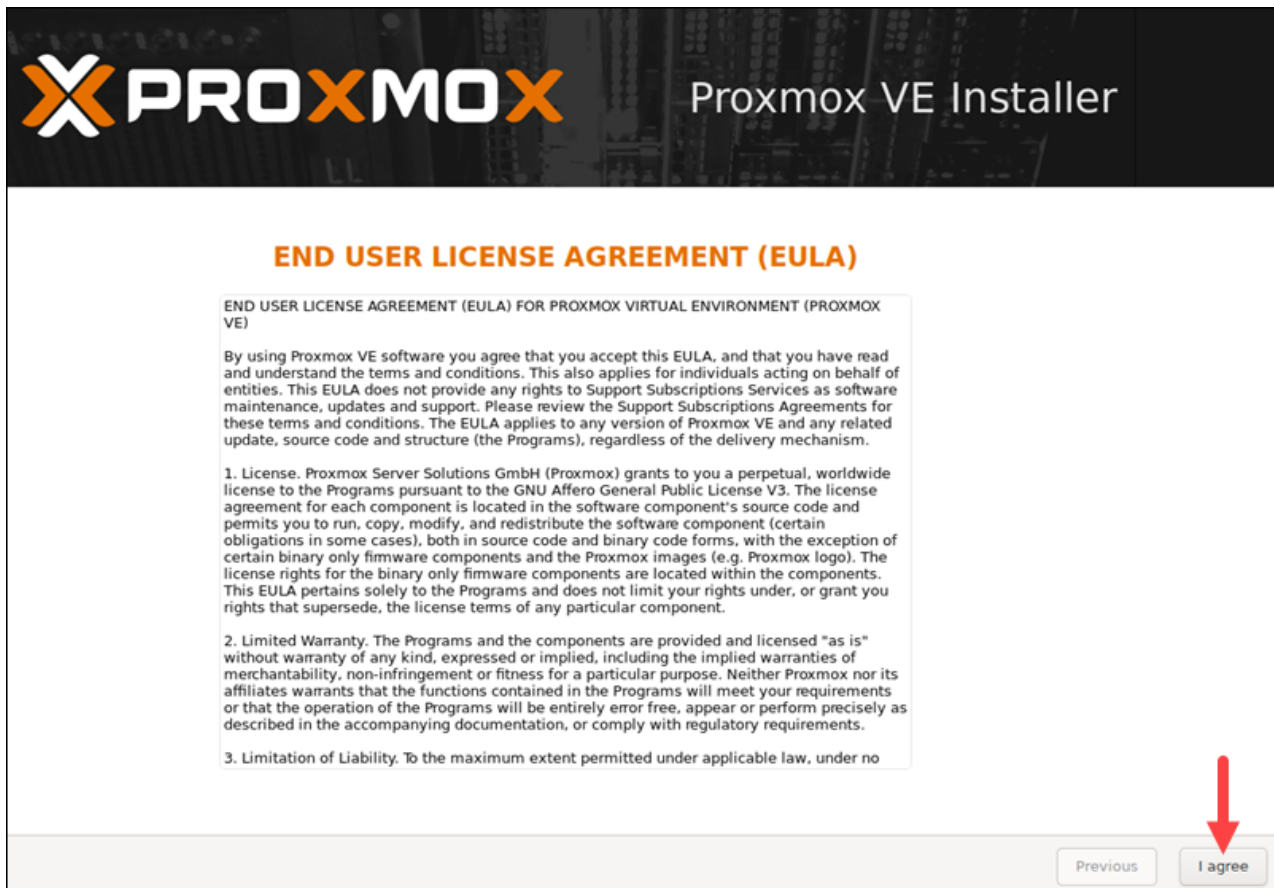 PROXMOX
Proxmox VE Installer
END USER LICENSE AGREEMENT (EULA)
END USER LICENSE AGREEMENT (EULA) FOR PROXMOX VIRTUAL ENVIRONMENT (PROXMOX
VE)
By using Proxmox VE software you agree that you accept this EULA, and that you have read
and understand the terms and conditions. This also applies for individuals acting on behalf of
entities. This EULA does not provide any rights to Support Subscriptions Services as software
maintenance, updates and support. Please review the Support Subscriptions Agreements for
these terms and conditions. The EULA applies to any version of Proxmox VE and any related
update, source code and structure (the Programs), regardless of the delivery mechanism.
1. License. Proxmox Server Solutions GmbH (Proxmox) grants to you a perpetual, worldwide
license to the Programs pursuant to the GNU Affero General Public License V3. The license
agreement for each component is located in the software component's source code and
permits you to run, copy, modify, and redistribute the software component (certain
obligations in some cases), both in source code and binary code forms, with the exception of
certain binary only firmware components and the Proxmox images (e.g. Proxmox logo). The
license rights for the binary only firmware components are located within the components.
This EULA pertains solely to the Programs and does not limit your rights under, or grant you
rights that supersede, the license terms of any particular component.
2. Limited Warranty. The Programs and the components are provided and licensed "as is"
without warranty of any kind, expressed or implied, including the implied warranties of
merchantability, non-infringement or fitness for a particular purpose. Neither Proxmox nor its
affiliates warrants that the functions contained in the Programs will meet your requirements
or that the operation of the Programs will be entirely error free, appear or perform precisely as
described in the accompanying documentation, or comply with regulatory requirements.
3. Limitation of Liability. To the maximum extent permitted under applicable law, under no
Previous
I agree